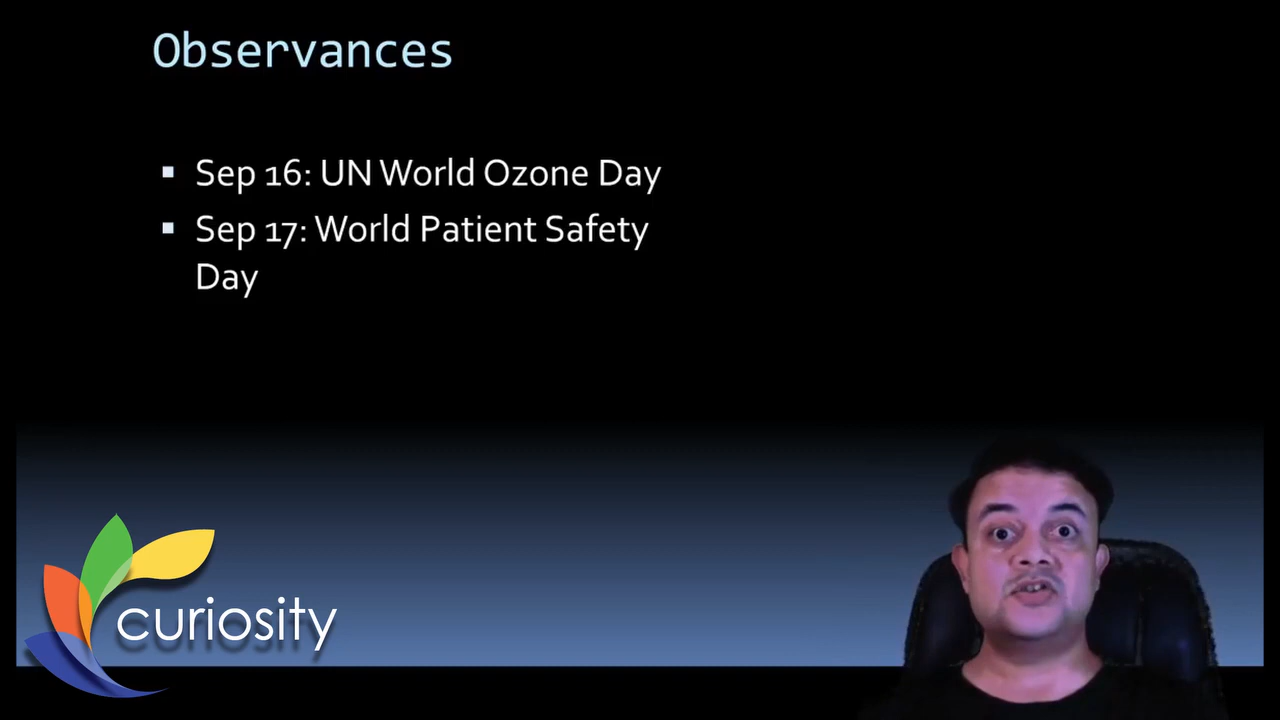 Observances
▪ Sep 16: UN World Ozone Day
▪ Sep 17: World Patient Safety
Day
curiosity